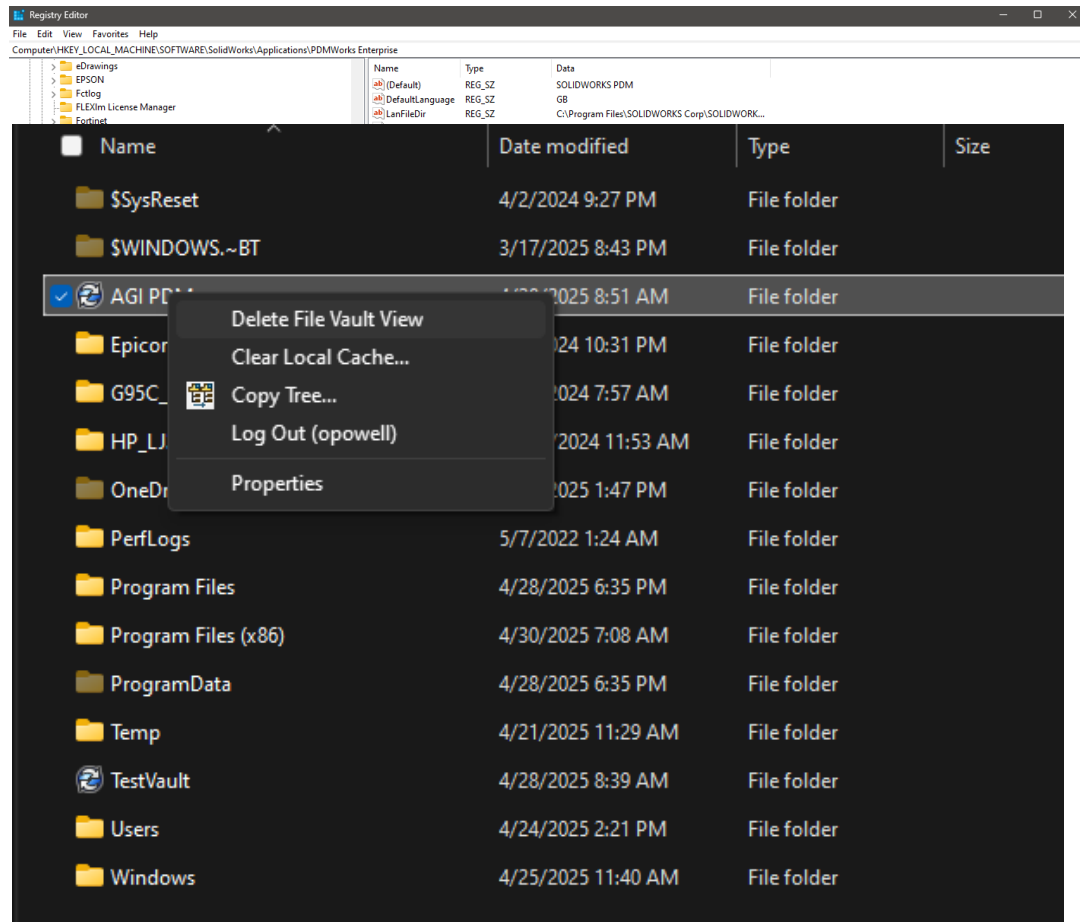 Registry Editor
File Edit View Favorites Help
Computer\HKEY_LOCAL_MACHINE\SOFTWARE\SolidWorks\Applications\PDMWorks Enterprise
eDrawings
EPSON
Fctlog
FLEXlm License Manager
Fortinet
Name Type Data
(Default) REG_SZ SOLIDWORKS PDM
DefaultLanguage REG_SZ GB
LanFileDir REG_SZ C:\Program Files\SOLIDWORKS Corp\SOLIDWORK...
Name Date modified Type Size
$SysReset 4/2/2024 9:27 PM File folder
$WINDOWS.~BT 3/17/2025 8:43 PM File folder
AGI 2025 8:51 AM File folder
Epicor 10:31 PM File folder
G95C_ 2024 7:57 AM File folder
HP_LJ 2024 11:53 AM File folder
2025 1:47 PM File folder
PerfLogs 5/7/2022 1:24 AM File folder
Program Files 4/28/2025 6:35 PM File folder
Program Files (x86) 4/30/2025 7:08 AM File folder
ProgramData 4/28/2025 6:35 PM File folder
Temp 4/21/2025 11:29 AM File folder
TestVault 4/28/2025 8:39 AM File folder
Users 4/24/2025 2:21 PM File folder
Windows 4/25/2025 11:40 AM File folder
Delete File Vault View
Clear Local Cache...
Copy Tree...
Log Out (opowell)
Properties